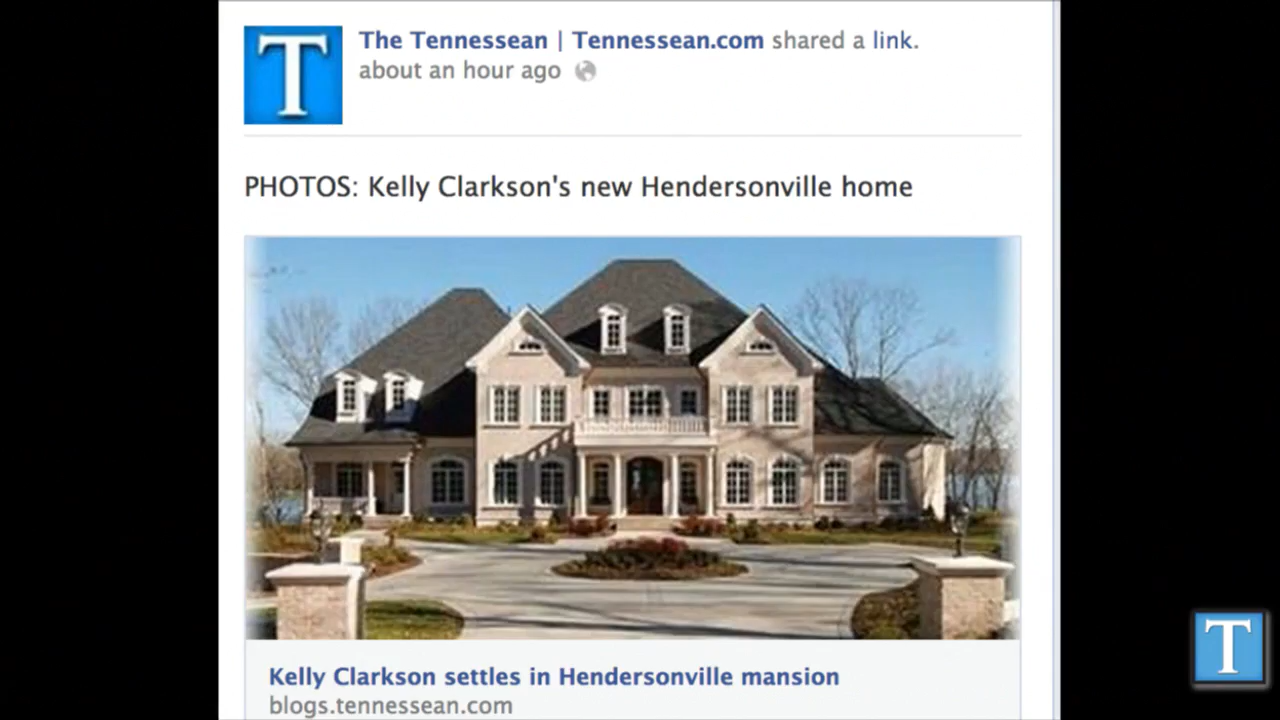 T
The Tennessean | Tennessean.com shared a link.
about an hour ago
PHOTOS: Kelly Clarkson's new Hendersonville home
Kelly Clarkson settles in Hendersonville mansion
blogs.tennessean.com
T